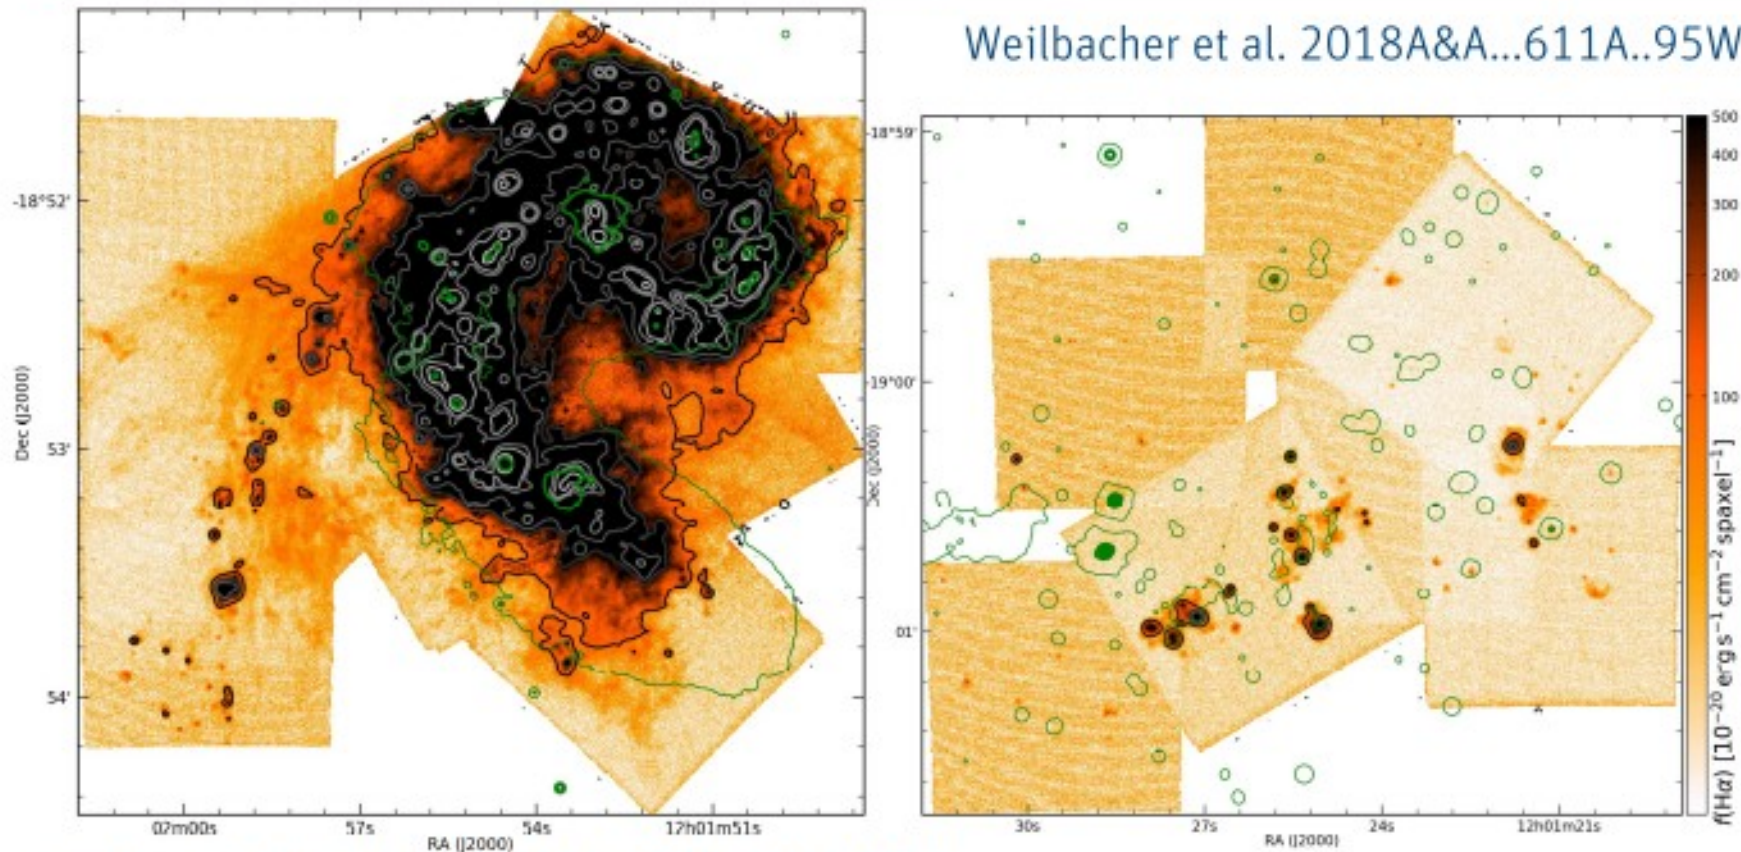 Weilbacher et al. 2018A&A...611A..95W
-18°52'
53'
54'
Dec (J2000)
02m00s
57s
54s
12h01m51s
RA (J2000)
-18°59'
-19°00'
01'
Dec (J2000)
30s
27s
24s
12h01m21s
RA (J2000)
500
400
300
200
100
f(Hα) [10⁻²⁰ erg s⁻¹ cm⁻² spaxel⁻¹]